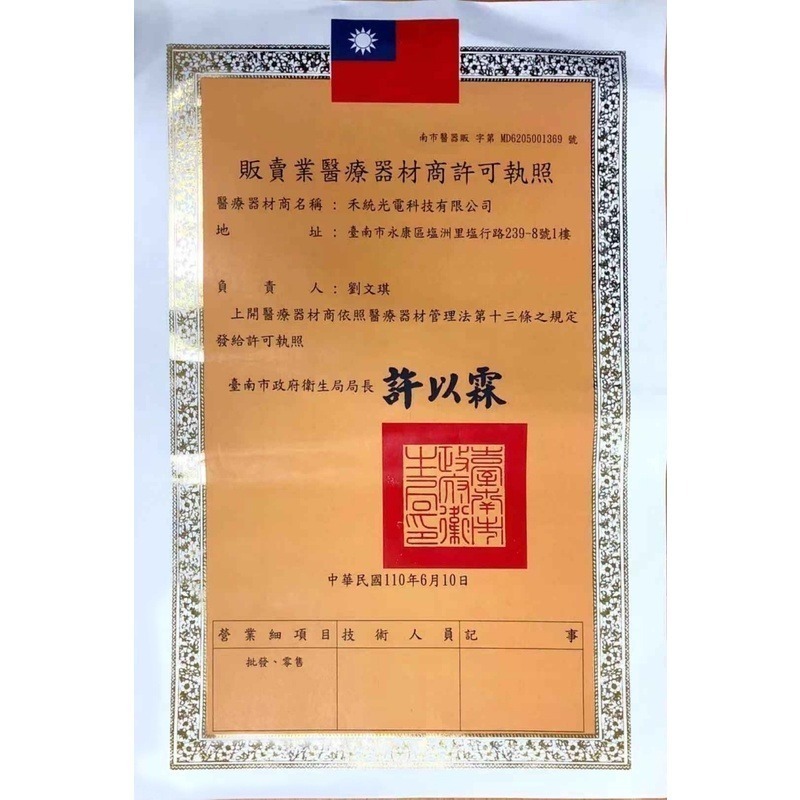 南市醫器販 字第 MD6205001369 號
販賣業醫療器材商許可執照
醫療器材商名稱：禾統光電科技有限公司
地址：臺南市永康區塩洲里塩行路239-8號1樓
負責人：劉文琪
上開醫療器材商依照醫療器材管理法第十三條之規定
發給許可執照
臺南市政府衛生局局長 許以霖
臺南市
政府衛
生局印
中華民國110年6月10日
營業細項目 技術人員 記事
批發、零售